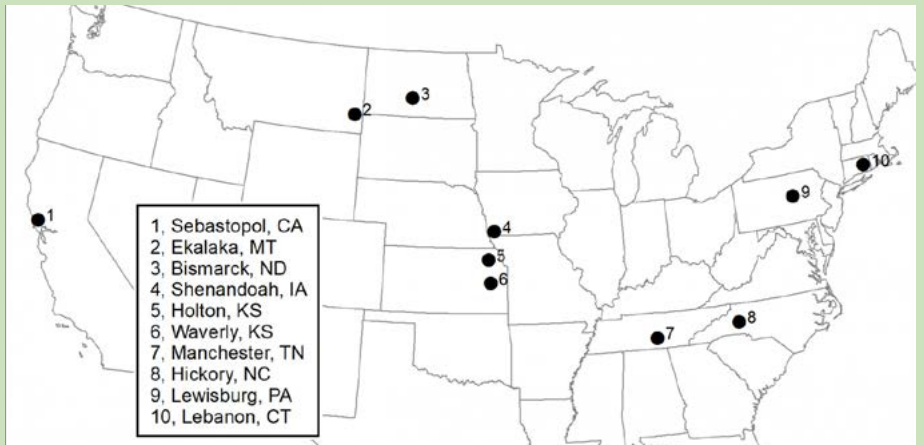 1
2
3
4
5
6
7
8
9
10
1, Sebastopol, CA
2, Ekalaka, MT
3, Bismarck, ND
4, Shenandoah, IA
5, Holton, KS
6, Waverly, KS
7, Manchester, TN
8, Hickory, NC
9, Lewisburg, PA
10, Lebanon, CT